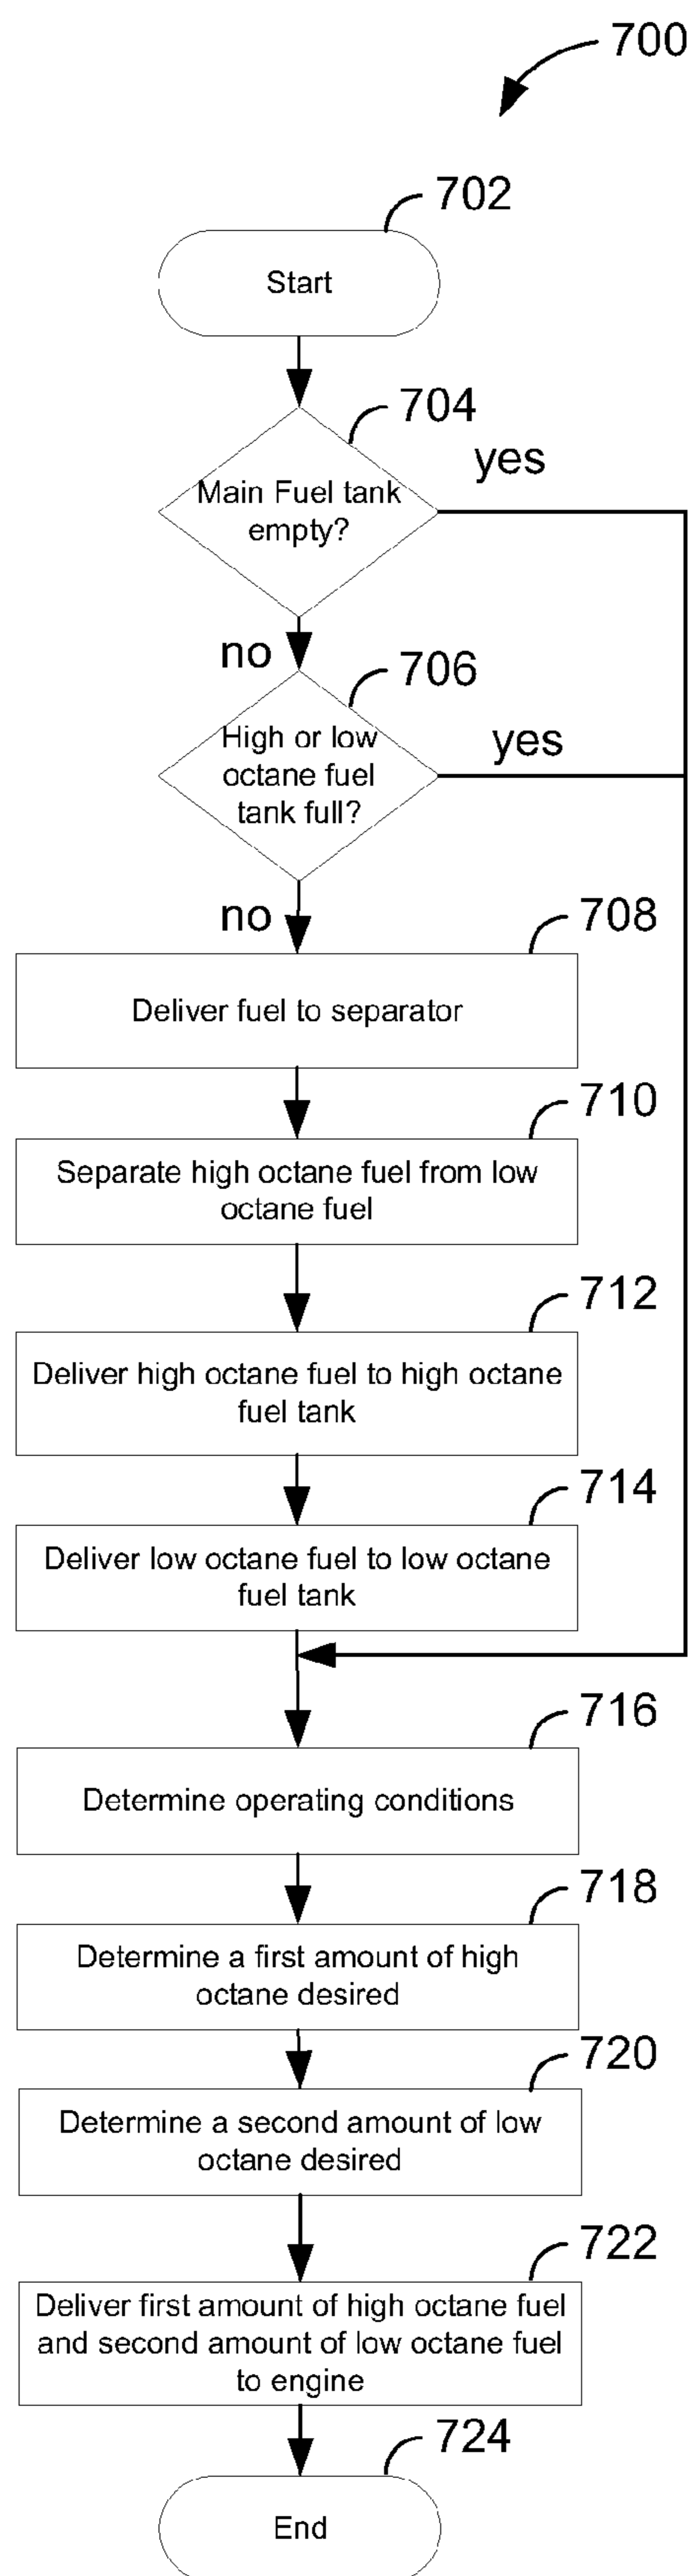 700
702
Start
704
yes
Main Fuel tank
empty?
no
706
yes
High or low
octane fuel
tank full?
no
708
Deliver fuel to separator
710
Separate high octane fuel from low
octane fuel
712
Deliver high octane fuel to high octane
fuel tank
714
Deliver low octane fuel to low octane
fuel tank
716
Determine operating conditions
718
Determine a first amount of high
octane desired
720
Determine a second amount of low
octane desired
722
Deliver first amount of high octane fuel
and second amount of low octane fuel
to engine
724
End